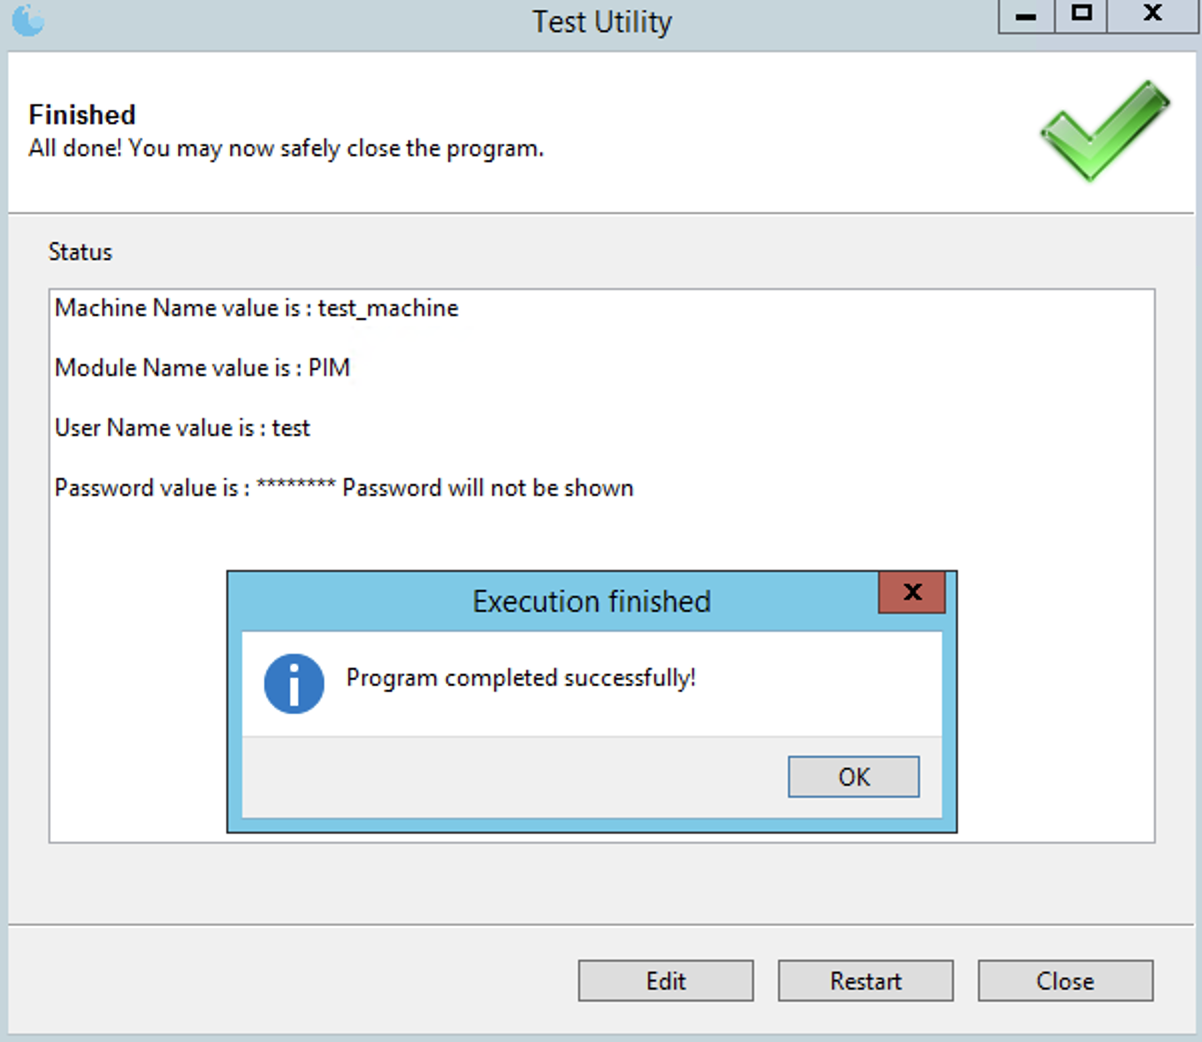 Test Utility
Finished
All done! You may now safely close the program.
Status
Machine Name value is : test_machine
Module Name value is : PIM
User Name value is : test
Password value is : ******** Password will not be shown
Execution finished
Program completed successfully!
OK
Edit
Restart
Close